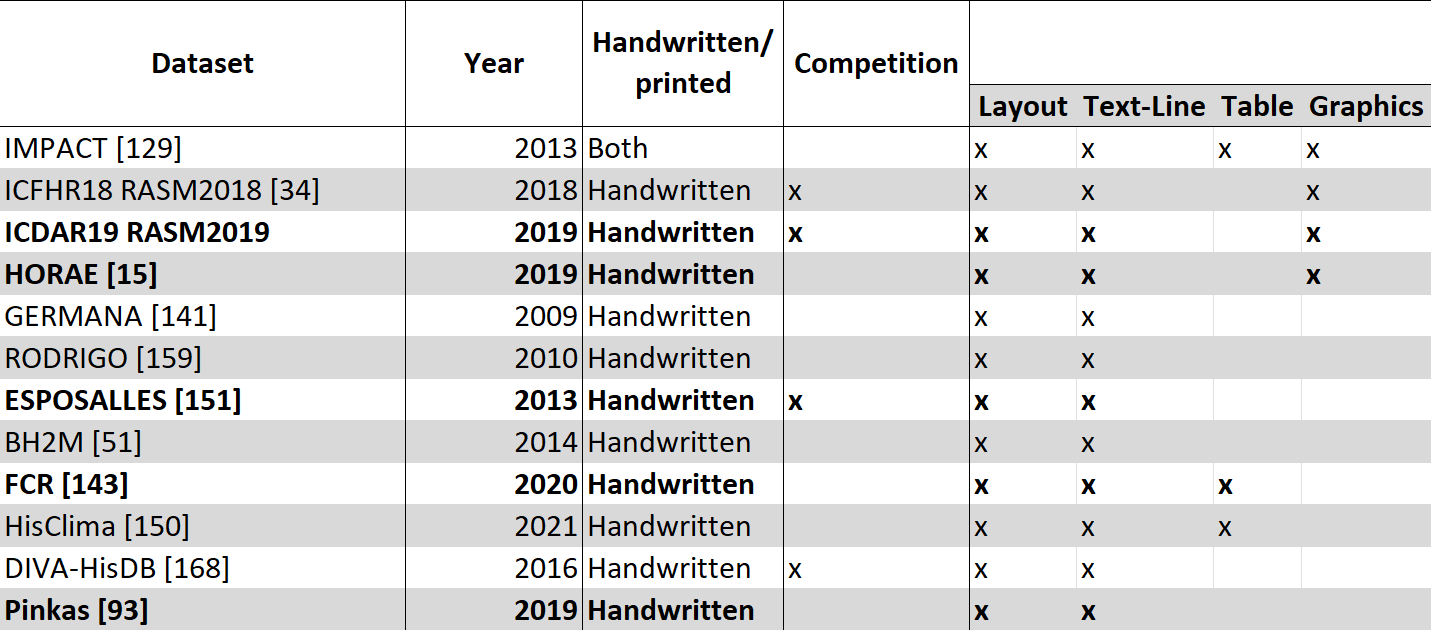 Dataset Year Handwritten/ printed Competition
Layout Text-Line Table Graphics
IMPACT [129] 2013 Both x x x x
ICFHR18 RASM2018 [34] 2018 Handwritten x x x x
ICDAR19 RASM2019 2019 Handwritten x x x x
HORAE [15] 2019 Handwritten x x x
GERMANA [141] 2009 Handwritten x x
RODRIGO [159] 2010 Handwritten x x
ESPOSALLES [151] 2013 Handwritten x x x
BH2M [51] 2014 Handwritten x x
FCR [143] 2020 Handwritten x x x
HisClima [150] 2021 Handwritten x x x
DIVA-HisDB [168] 2016 Handwritten x x x
Pinkas [93] 2019 Handwritten x x